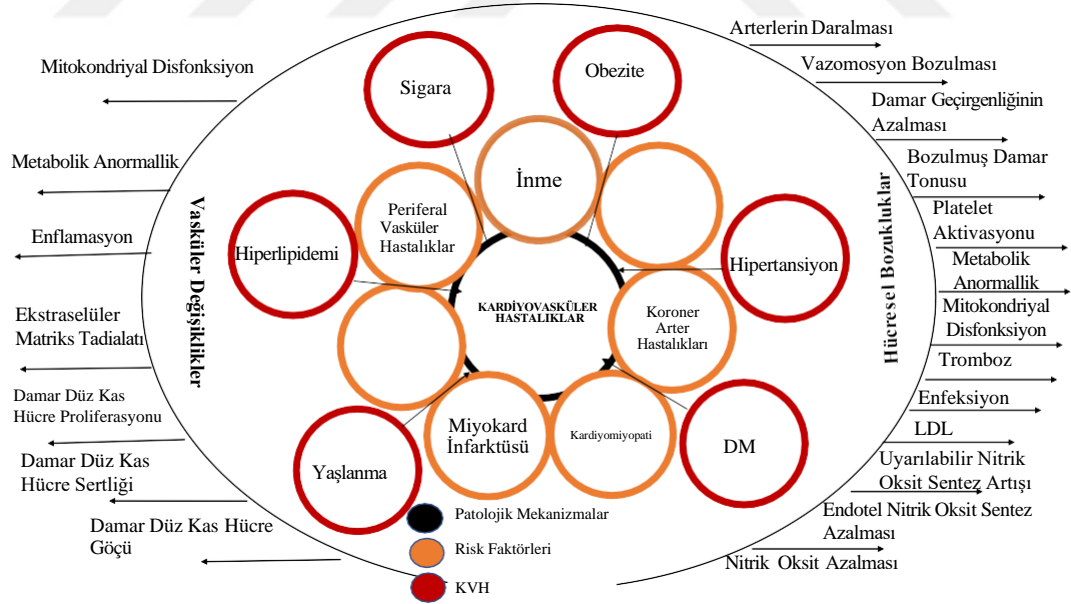 Mitokondriyal Disfonksiyon
Metabolik Anormallik
Enflamasyon
Ekstraselüler
Matriks Tadialatı
Damar Düz Kas
Hücre Proliferasyonu
Damar Düz Kas
Hücre Sertliği
Damar Düz Kas Hücre
Göçü
Vasküler Değişiklikler
Sigara
Obezite
İnme
Periferal
Vasküler
Hastalıklar
Hiperlipidemi
Hipertansiyon
KARDİYOVASKÜLER
HASTALIKLAR
Koroner
Arter
Hastalıkları
Miyokard
İnfarktüsü
Kardiyomiyopati
Yaşlanma
DM
Patolojik Mekanizmalar
Risk Faktörleri
KVH
Hücresel Bozukluklar
Arterlerin Daralması
Vazomosyon Bozulması
Damar Geçirgenliğinin
Azalması
Bozulmuş Damar
Tonusu
Platelet
Aktivasyonu
Metabolik
Anormallik
Mitokondriyal
Disfonksiyon
Tromboz
Enfeksiyon
LDL
Uyarılabilir Nitrik
Oksit Sentez Artışı
Endotel Nitrik Oksit Sentez
Azalması
Nitrik Oksit Azalması